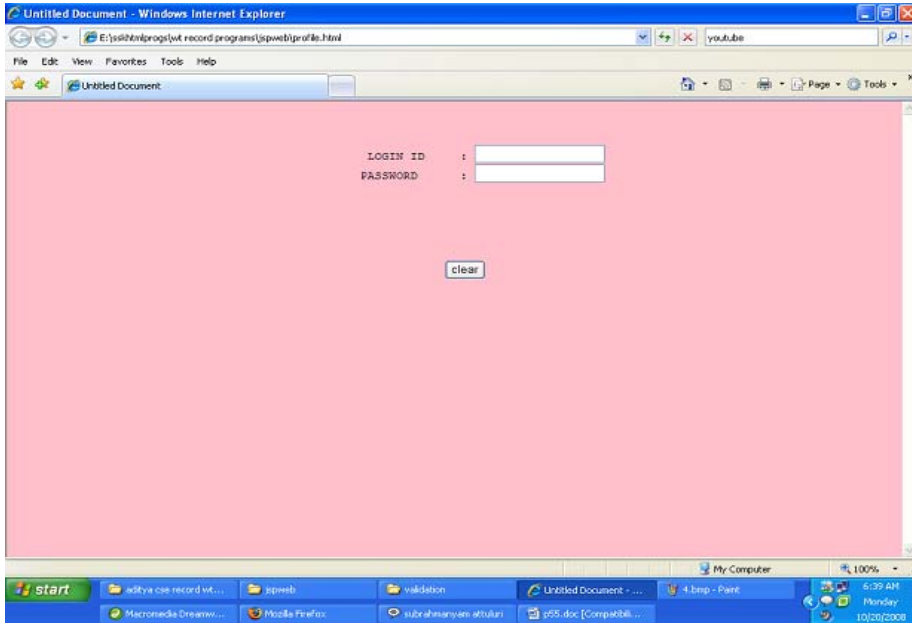 Untitled Document - Windows Internet Explorer
E:\sskhtmlprogs\wt record programs\jspweb\profile.html
youtube
File Edit View Favorites Tools Help
Untitled Document
Page Tools
LOGIN ID :
PASSWORD :
clear
My Computer 100%
start
aditya cse record wt... jspweb validation Untitled Document - ... 4.bmp - Paint 6:39 AM
Macromedia Dreamw... Mozilla Firefox subrahmanyam attuluri p55.doc [Compatibili... Monday
10/20/2008